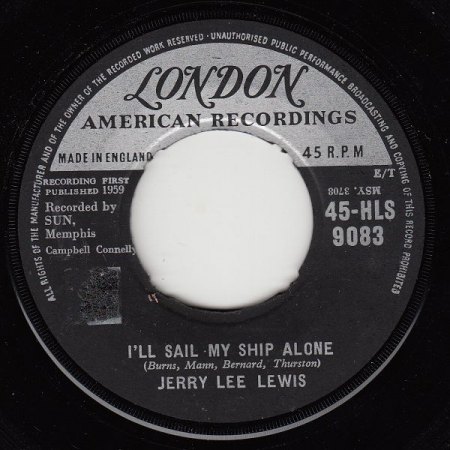 ALL RIGHTS OF THE MANUFACTURER AND OF THE OWNER OF THE RECORDED WORK RESERVED · UNAUTHORISED PUBLIC PERFORMANCE BROADCASTING AND COPYING OF THIS RECORD PROHIBITED
LONDON
AMERICAN RECORDINGS
MADE IN ENGLAND
45 R.P.M
E/T
RECORDING FIRST
PUBLISHED 1959
Recorded by
SUN,
Memphis
Campbell Connelly
MSY. 3708
45-HLS
9083
I'LL SAIL MY SHIP ALONE
(Burns, Mann, Bernard, Thurston)
JERRY LEE LEWIS